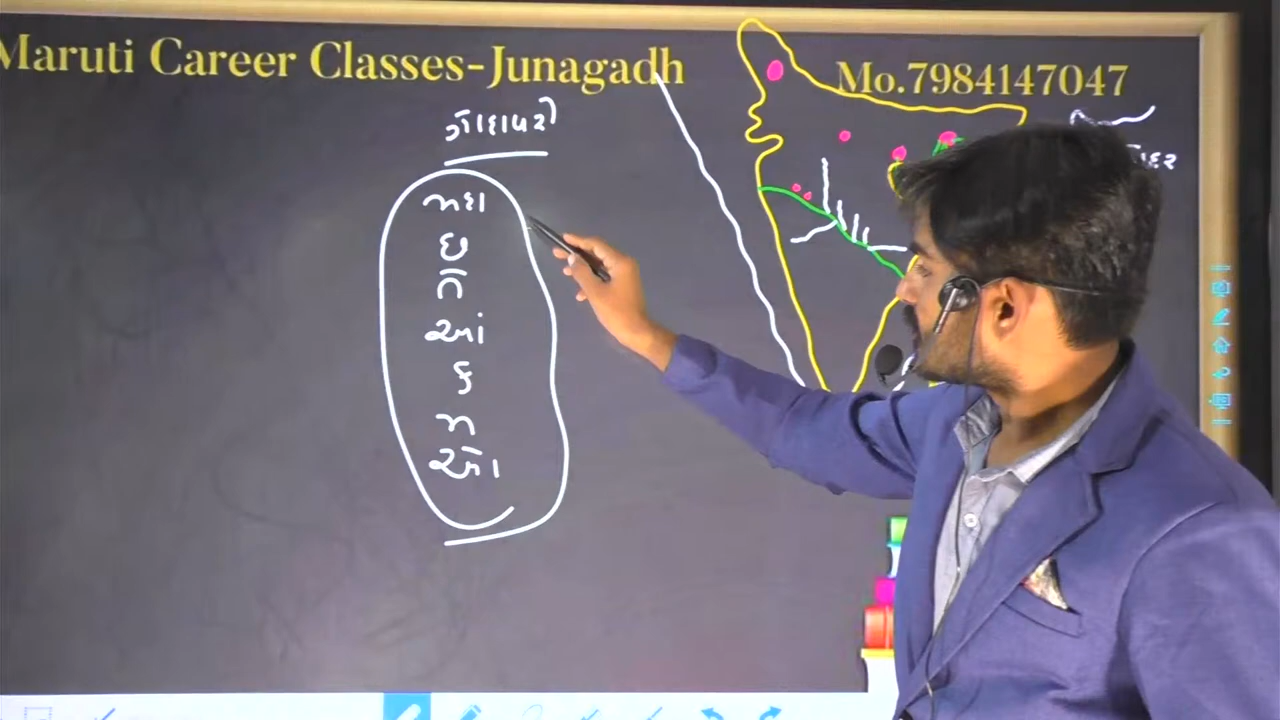 Maruti Career Classes-Junagadh
Mo.7984147047
ગોદાવરી
મહા
છ
તે
આં
ક
મ
ઓ